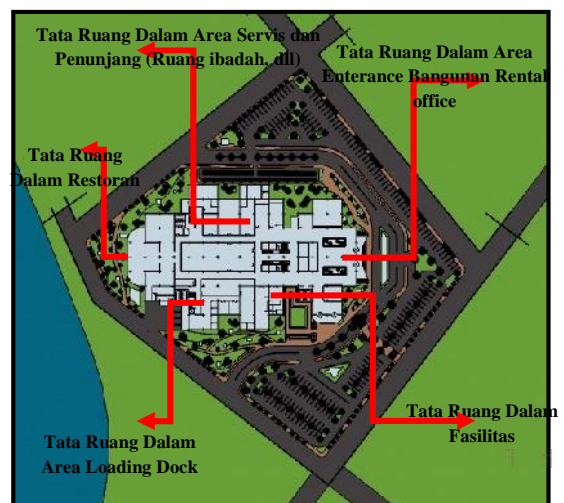 Tata Ruang Dalam Area Servis dan
Penunjang (Ruang ibadah, dll)
Tata Ruang Dalam Area
Enterance Bangunan Rental
office
Tata Ruang
Dalam Restoran
Tata Ruang Dalam
Fasilitas
Tata Ruang Dalam
Area Loading Dock